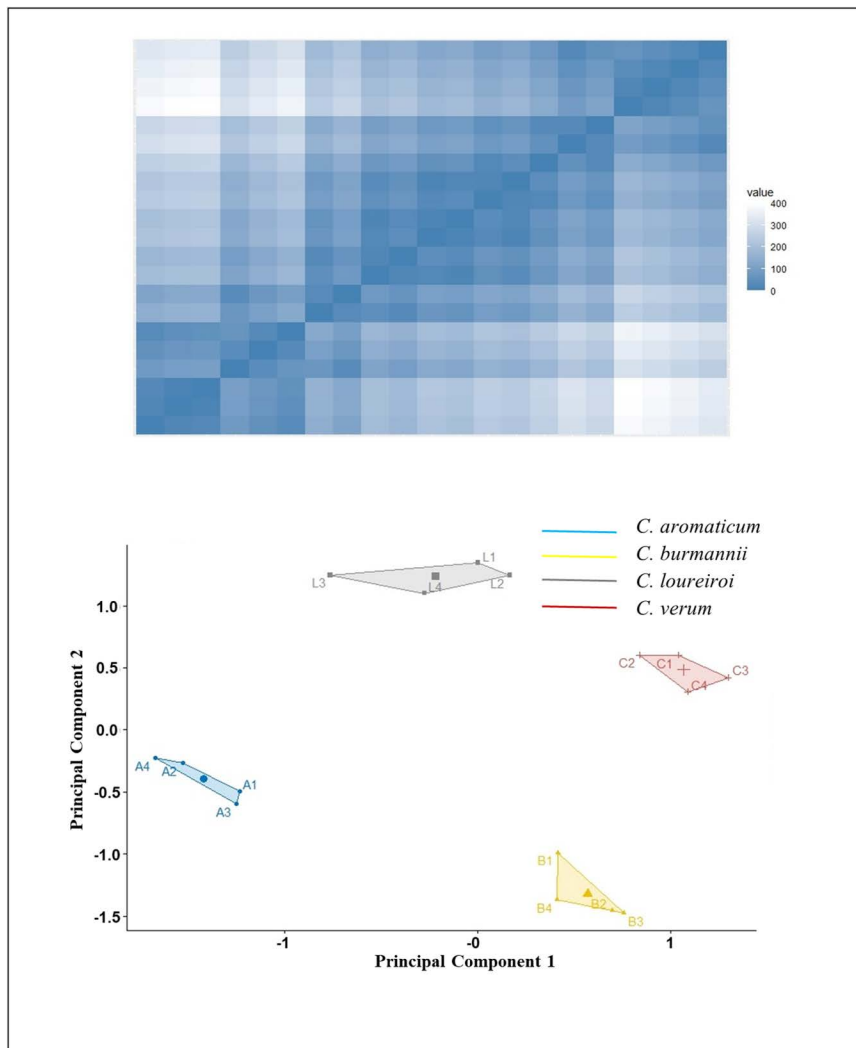 value
400
300
200
100
0
C. aromaticum
C. burmannii
C. loureiroi
C. verum
L1
L3
L4
L2
1.0
C2
C1
C3
C4
0.5
Principal Component 2
0.0
A4
A2
A1
A3
-0.5
-1.0
B1
B4
B2
B3
-1.5
-1
-0
1
Principal Component 1